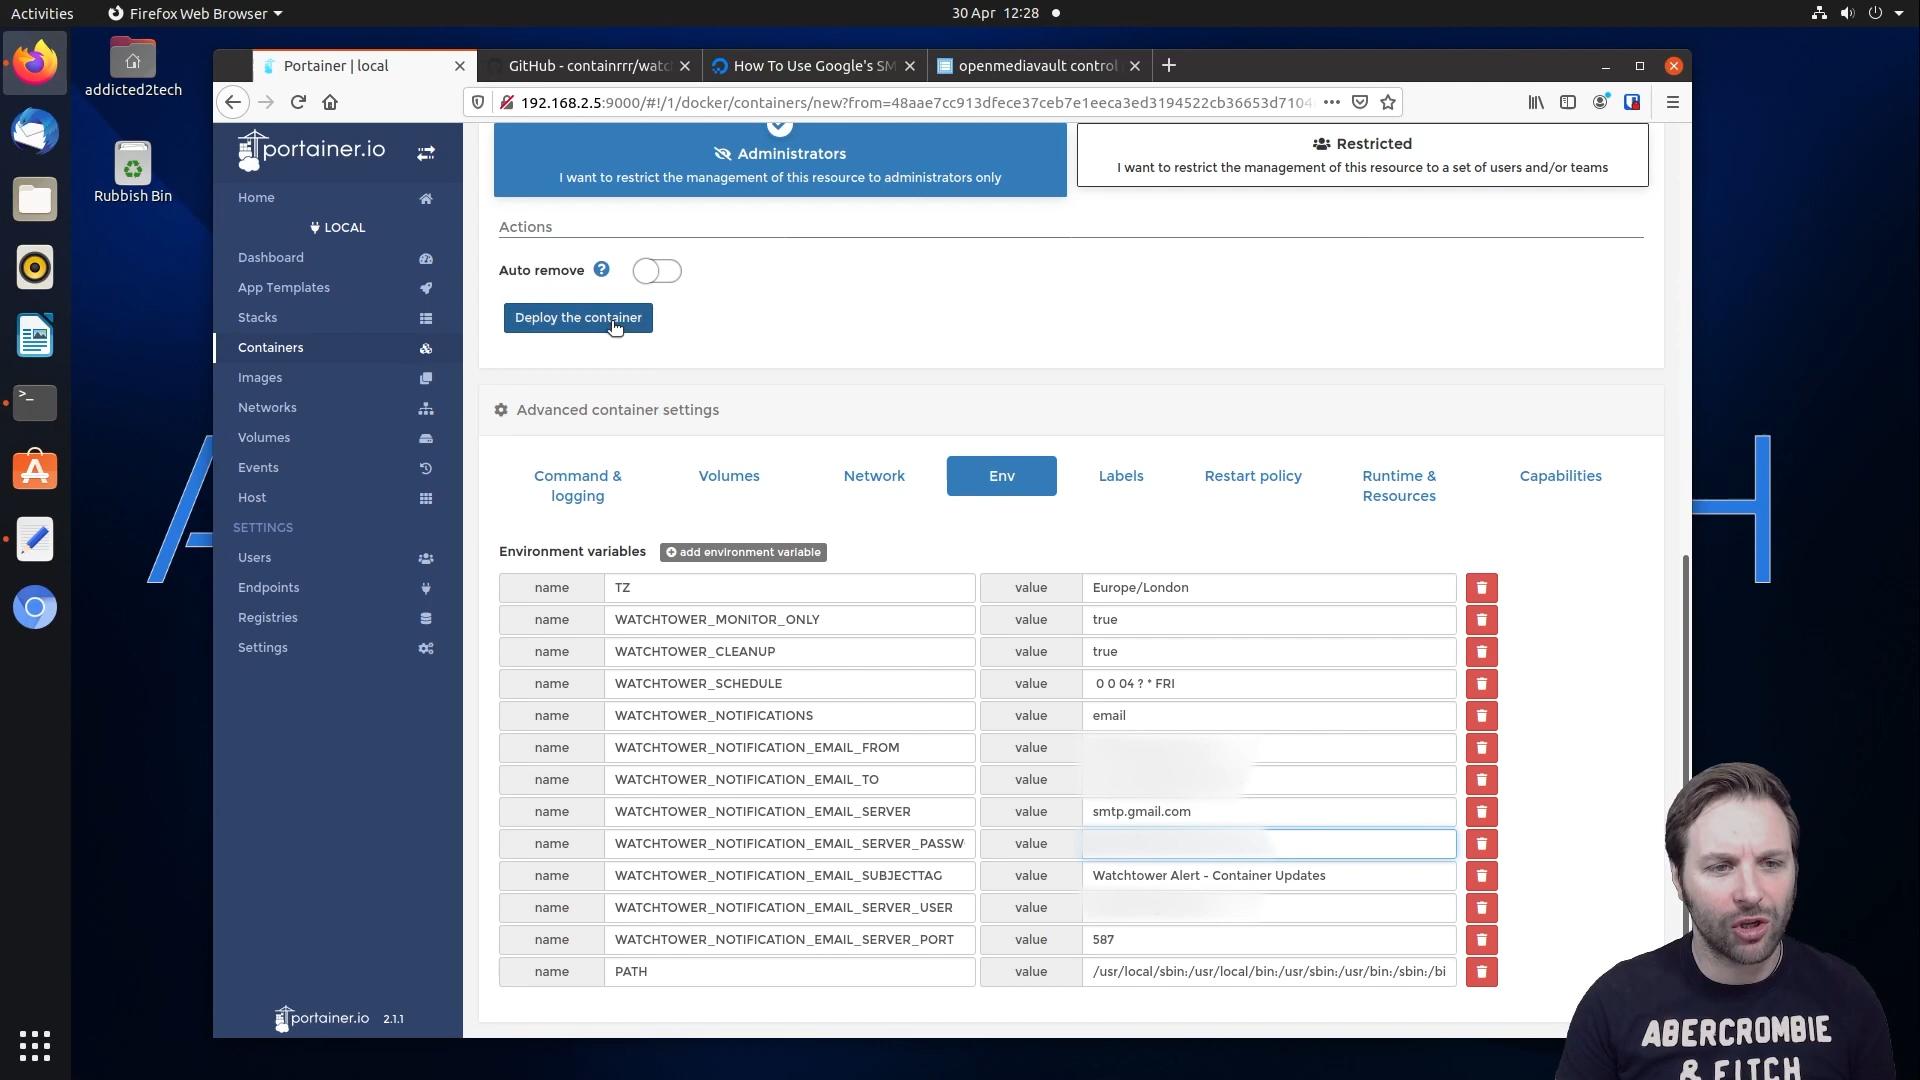 Activities
Firefox Web Browser
30 Apr 12:28
addicted2tech
Rubbish Bin
Portainer | local
GitHub - containrrr/watc
How To Use Google's SM
openmediavault control
192.168.2.5:9000/#!/1/docker/containers/new?from=48aae7cc913dfece37ceb7e1eeca3ed3194522cb36653d7104
portainer.io
Home
LOCAL
Dashboard
App Templates
Stacks
Containers
Images
Networks
Volumes
Events
Host
SETTINGS
Users
Endpoints
Registries
Settings
portainer.io 2.1.1
Administrators
I want to restrict the management of this resource to administrators only
Restricted
I want to restrict the management of this resource to a set of users and/or teams
Actions
Auto remove
Deploy the container
Advanced container settings
Command & logging
Volumes
Network
Env
Labels
Restart policy
Runtime & Resources
Capabilities
Environment variables add environment variable
name TZ value Europe/London
name WATCHTOWER_MONITOR_ONLY value true
name WATCHTOWER_CLEANUP value true
name WATCHTOWER_SCHEDULE value 0 0 04 ? * FRI
name WATCHTOWER_NOTIFICATIONS value email
name WATCHTOWER_NOTIFICATION_EMAIL_FROM value
name WATCHTOWER_NOTIFICATION_EMAIL_TO value
name WATCHTOWER_NOTIFICATION_EMAIL_SERVER value smtp.gmail.com
name WATCHTOWER_NOTIFICATION_EMAIL_SERVER_PASSW value
name WATCHTOWER_NOTIFICATION_EMAIL_SUBJECTTAG value Watchtower Alert - Container Updates
name WATCHTOWER_NOTIFICATION_EMAIL_SERVER_USER value
name WATCHTOWER_NOTIFICATION_EMAIL_SERVER_PORT value 587
name PATH value /usr/local/sbin:/usr/local/bin:/usr/sbin:/usr/bin:/sbin:/bi
ABERCROMBIE
& FITCH